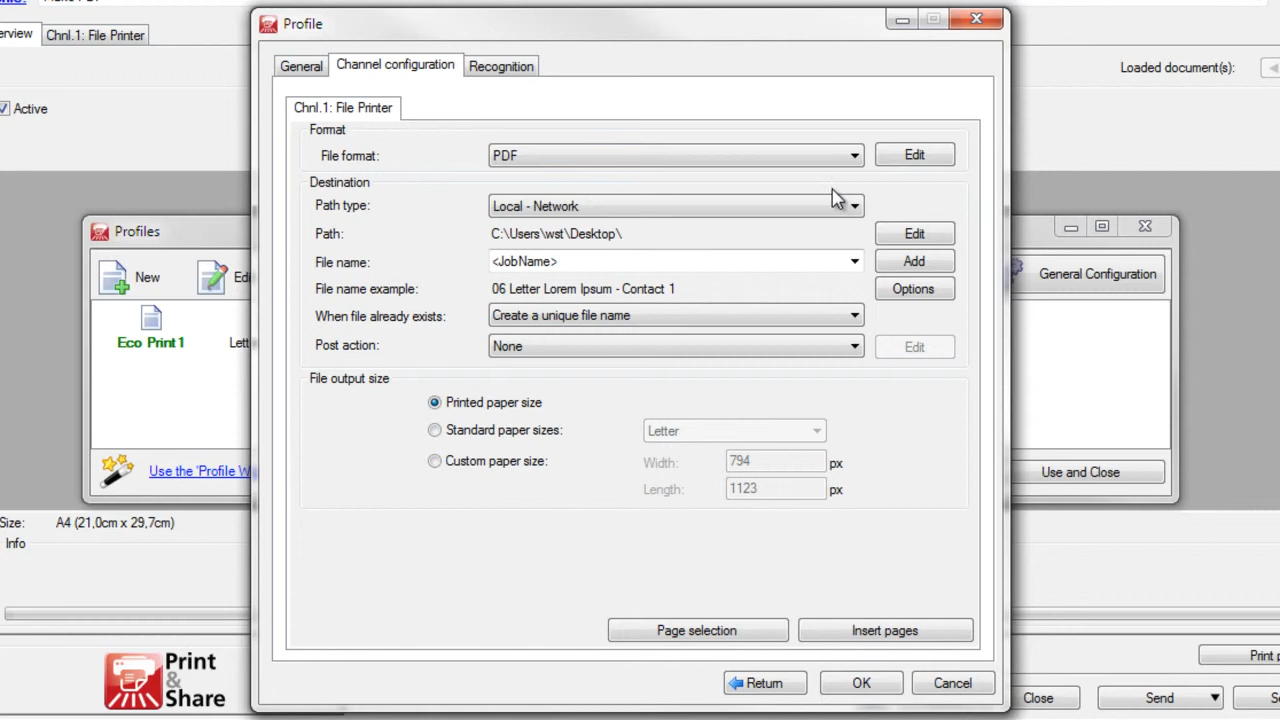 Profile
erview
Chnl.1: File Printer
General
Channel configuration
Recognition
Loaded document(s):
Active
Chnl.1: File Printer
Format
File format:
PDF
Edit
Destination
Path type:
Local - Network
Path:
C:\Users\wst\Desktop\
Edit
File name:
<JobName>
Add
File name example:
06 Letter Lorem Ipsum - Contact 1
Options
When file already exists:
Create a unique file name
Post action:
None
Edit
File output size
Printed paper size
Standard paper sizes:
Letter
Custom paper size:
Width:
794
px
Length:
1123
px
Page selection
Insert pages
Return
OK
Cancel
Profiles
New
Edi
General Configuration
Eco Print1
Lett
Use the 'Profile W
Use and Close
Size:
A4 (21,0cm x 29,7cm)
Info
Print
&
Share
Print p
Close
Send